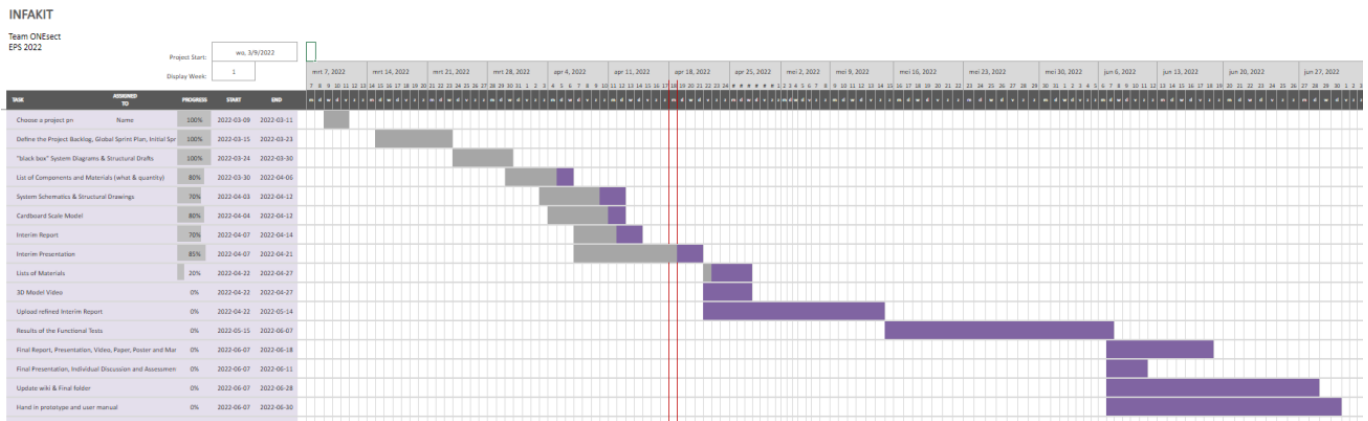 INFAKIT
Team ONEsect
EPS 2022
Project Start: wo, 3/9/2022
Display Week: 1
mrt 7, 2022 mrt 14, 2022 mrt 21, 2022 mrt 28, 2022 apr 4, 2022 apr 11, 2022 apr 18, 2022 apr 25, 2022 mei 2, 2022 mei 9, 2022 mei 16, 2022 mei 23, 2022 mei 30, 2022 jun 6, 2022 jun 13, 2022 jun 20, 2022 jun 27, 2022
TASK ASSIGNED TO PROGRESS START END
Choose a project pn Name 100% 2022-03-09 2022-03-11
Define the Project Backlog, Global Sprint Plan, Initial Spr 100% 2022-03-15 2022-03-23
"black box" System Diagrams & Structural Drafts 100% 2022-03-24 2022-03-30
List of Components and Materials (what & quantity) 80% 2022-03-30 2022-04-06
System Schematics & Structural Drawings 70% 2022-04-03 2022-04-12
Cardboard Scale Model 80% 2022-04-04 2022-04-12
Interim Report 70% 2022-04-07 2022-04-14
Interim Presentation 85% 2022-04-07 2022-04-21
Lists of Materials 20% 2022-04-22 2022-04-27
3D Model Video 0% 2022-04-22 2022-04-27
Upload refined Interim Report 0% 2022-04-22 2022-05-14
Results of the Functional Tests 0% 2022-05-15 2022-06-07
Final Report, Presentation, Video, Paper, Poster and Mar 0% 2022-06-07 2022-06-18
Final Presentation, Individual Discussion and Assessmen 0% 2022-06-07 2022-06-11
Update wiki & Final folder 0% 2022-06-07 2022-06-28
Hand in prototype and user manual 0% 2022-06-07 2022-06-30